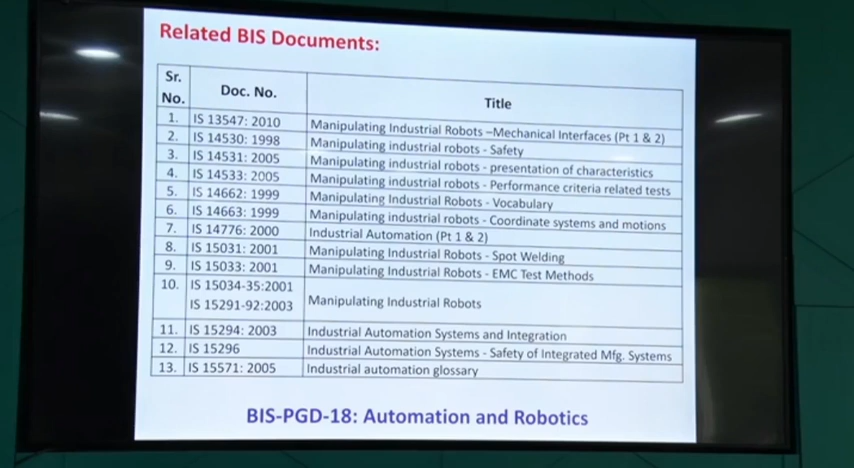 Related BIS Documents:
Sr. No. Doc. No. Title
1. IS 13547: 2010 Manipulating Industrial Robots –Mechanical Interfaces (Pt 1 & 2)
2. IS 14530: 1998 Manipulating industrial robots - Safety
3. IS 14531: 2005 Manipulating industrial robots - presentation of characteristics
4. IS 14533: 2005 Manipulating industrial robots - Performance criteria related tests
5. IS 14662: 1999 Manipulating Industrial Robots - Vocabulary
6. IS 14663: 1999 Manipulating industrial robots - Coordinate systems and motions
7. IS 14776: 2000 Industrial Automation (Pt 1 & 2)
8. IS 15031: 2001 Manipulating Industrial Robots - Spot Welding
9. IS 15033: 2001 Manipulating Industrial Robots - EMC Test Methods
10. IS 15034-35:2001
IS 15291-92:2003 Manipulating Industrial Robots
11. IS 15294: 2003 Industrial Automation Systems and Integration
12. IS 15296 Industrial Automation Systems - Safety of Integrated Mfg. Systems
13. IS 15571: 2005 Industrial automation glossary
BIS-PGD-18: Automation and Robotics